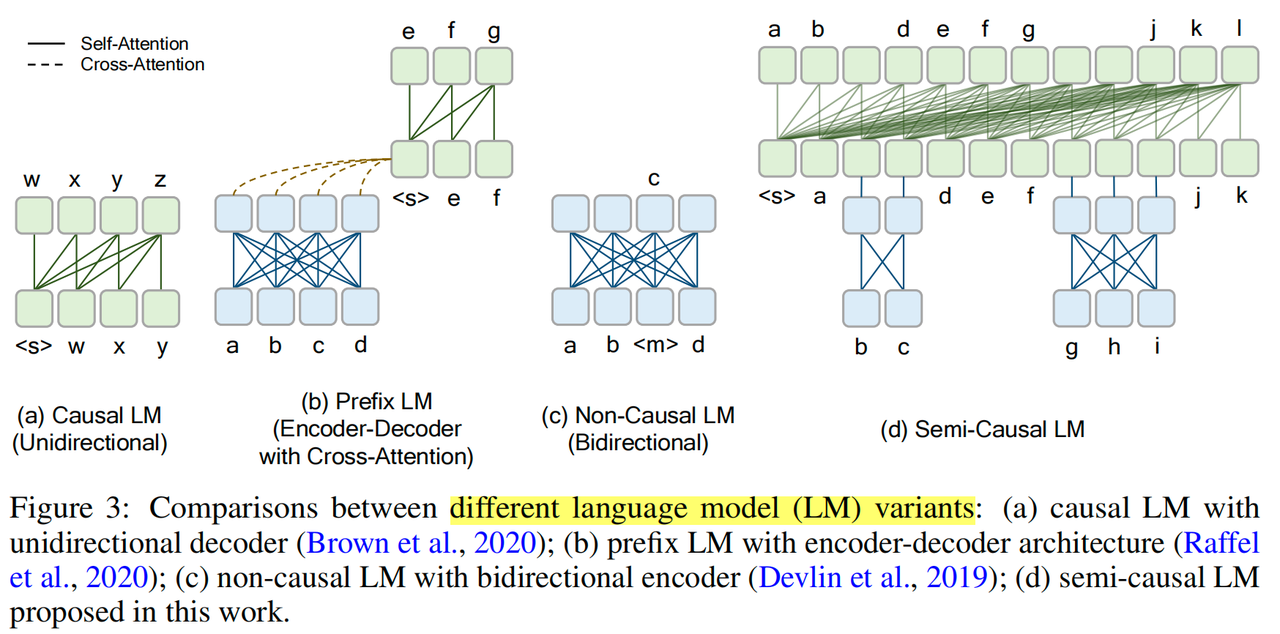 Self-Attention
Cross-Attention
w x y z
<s> w x y
(a) Causal LM
(Unidirectional)
e f g
<s> e f
a b c d
(b) Prefix LM
(Encoder-Decoder
with Cross-Attention)
c
a b <m> d
(c) Non-Causal LM
(Bidirectional)
a b d e f g j k l
<s> a d e f j k
b c g h i
(d) Semi-Causal LM
Figure 3: Comparisons between different language model (LM) variants: (a) causal LM with
unidirectional decoder (Brown et al., 2020); (b) prefix LM with encoder-decoder architecture (Raffel
et al., 2020); (c) non-causal LM with bidirectional encoder (Devlin et al., 2019); (d) semi-causal LM
proposed in this work.